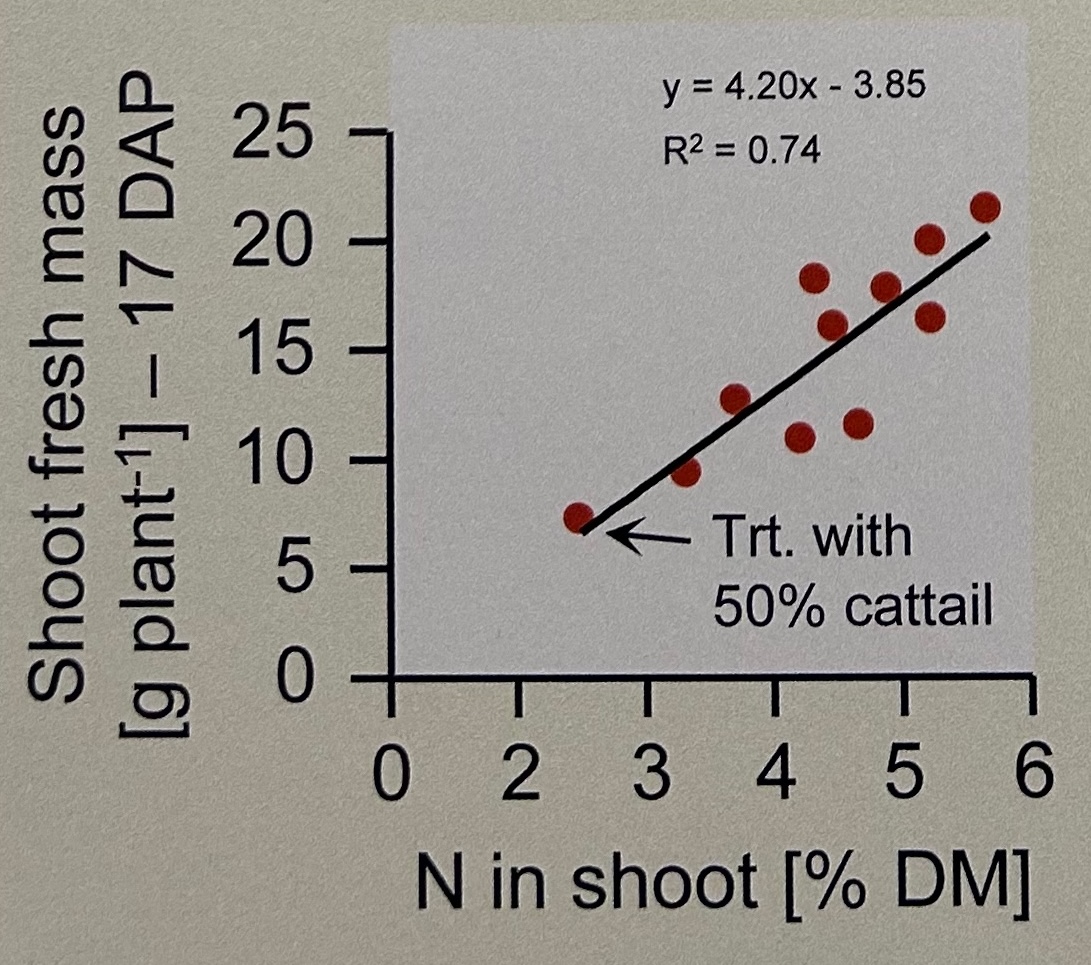 Shoot fresh mass
[g plant⁻¹] – 17 DAP
y = 4.20x - 3.85
R² = 0.74
25
20
15
10
5
0
Trt. with
50% cattail
0 2 3 4 5 6
N in shoot [% DM]